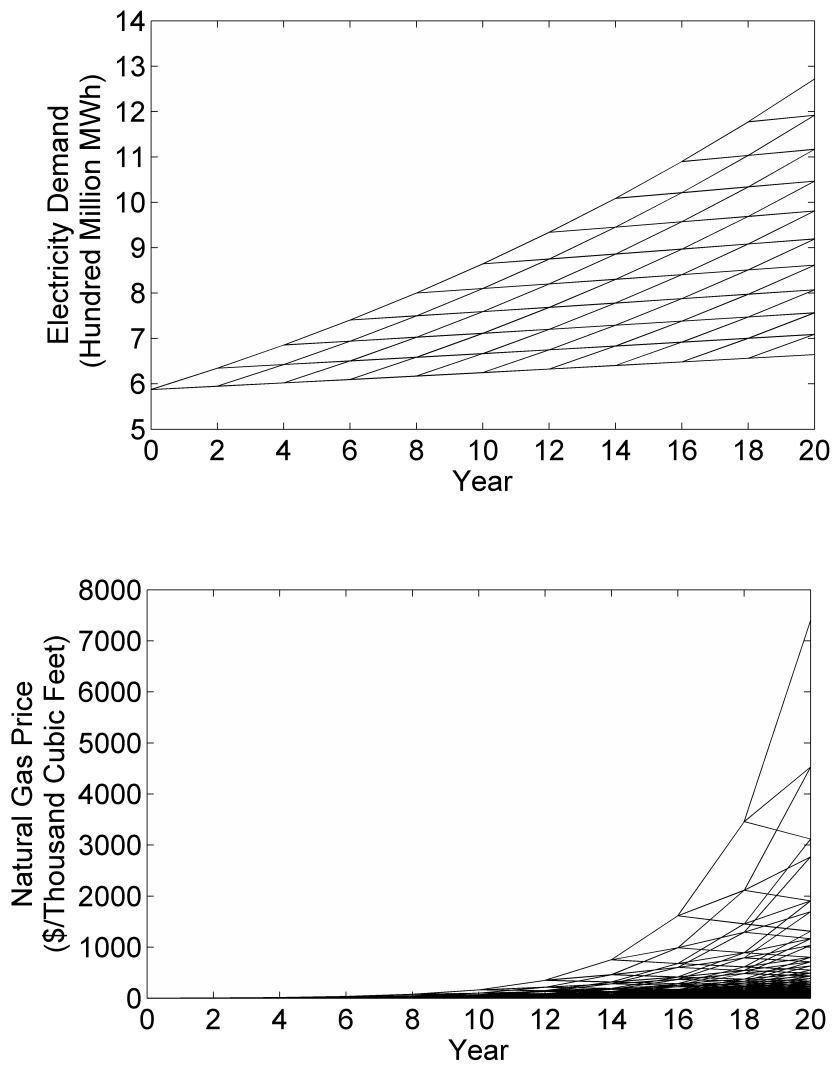 14
13
12
11
10
9
8
7
6
5
Electricity Demand
(Hundred Million MWh)
0 2 4 6 8 10 12 14 16 18 20
Year
8000
7000
6000
5000
4000
3000
2000
1000
0
Natural Gas Price
($/Thousand Cubic Feet)
0 2 4 6 8 10 12 14 16 18 20
Year